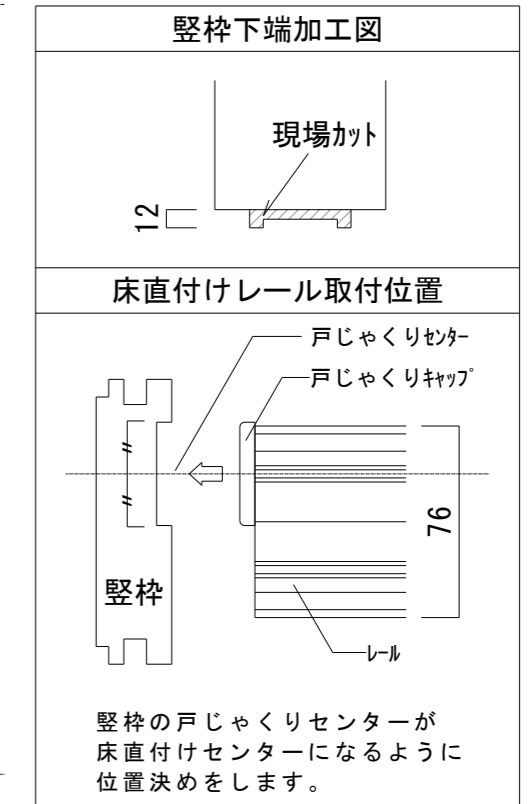 竪枠下端加工図
現場ｶｯﾄ
12
床直付けレール取付位置
戸じゃくりｾﾝﾀｰ
戸じゃくりｷｬｯﾌﾟ
76
竪枠
ﾚｰﾙ
竪枠の戸じゃくりセンターが
床直付けセンターになるように
位置決めをします。